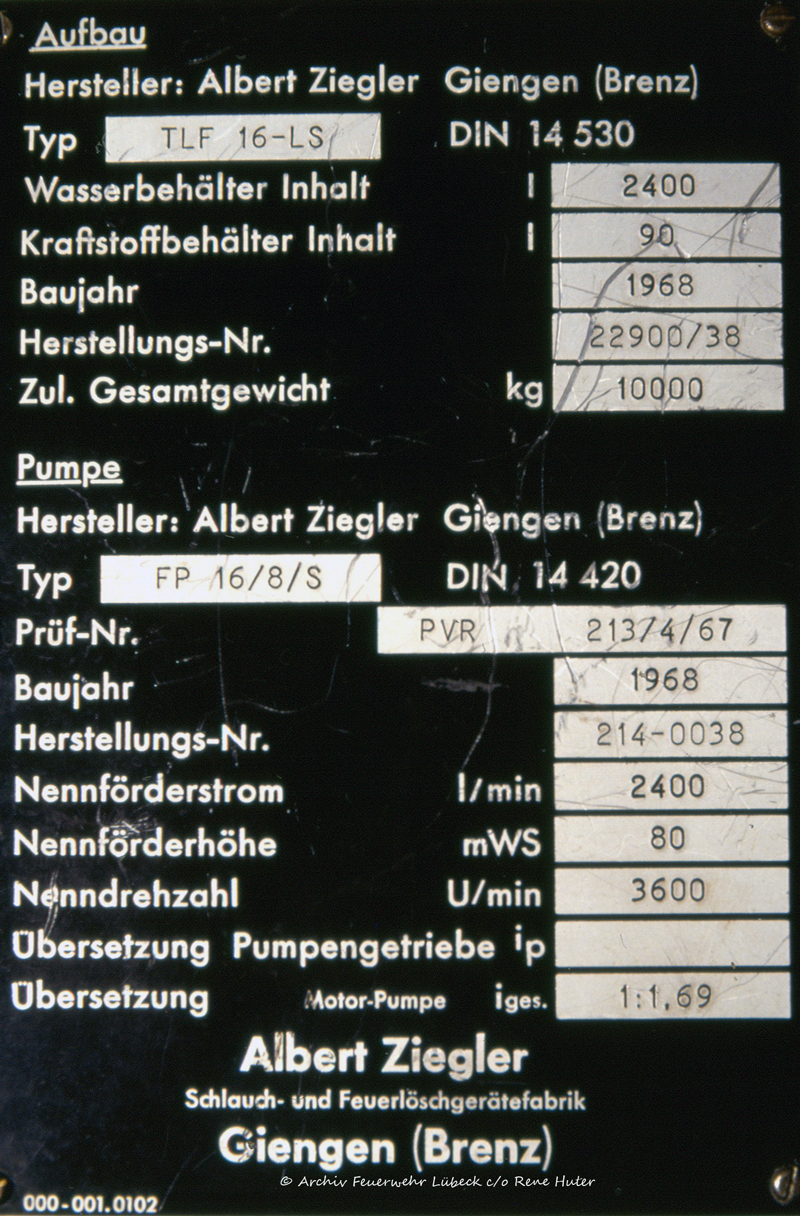 Aufbau
Hersteller: Albert Ziegler Giengen (Brenz)
Typ TLF 16-LS DIN 14 530
Wasserbehälter Inhalt l 2400
Kraftstoffbehälter Inhalt l 90
Baujahr 1968
Herstellungs-Nr. 22900/38
Zul. Gesamtgewicht kg 10000
Pumpe
Hersteller: Albert Ziegler Giengen (Brenz)
Typ FP 16/8/S DIN 14 420
Prüf-Nr. PVR 213/4/67
Baujahr 1968
Herstellungs-Nr. 214-0038
Nennförderstrom l/min 2400
Nennförderhöhe mWS 80
Nenndrehzahl U/min 3600
Übersetzung Pumpengetriebe ip
Übersetzung Motor-Pumpe iges. 1:1,69
Albert Ziegler
Schlauch- und Feuerlöschgerätefabrik
Giengen (Brenz)
© Archiv Feuerwehr Lübeck c/o Rene Huter
000-001.0102